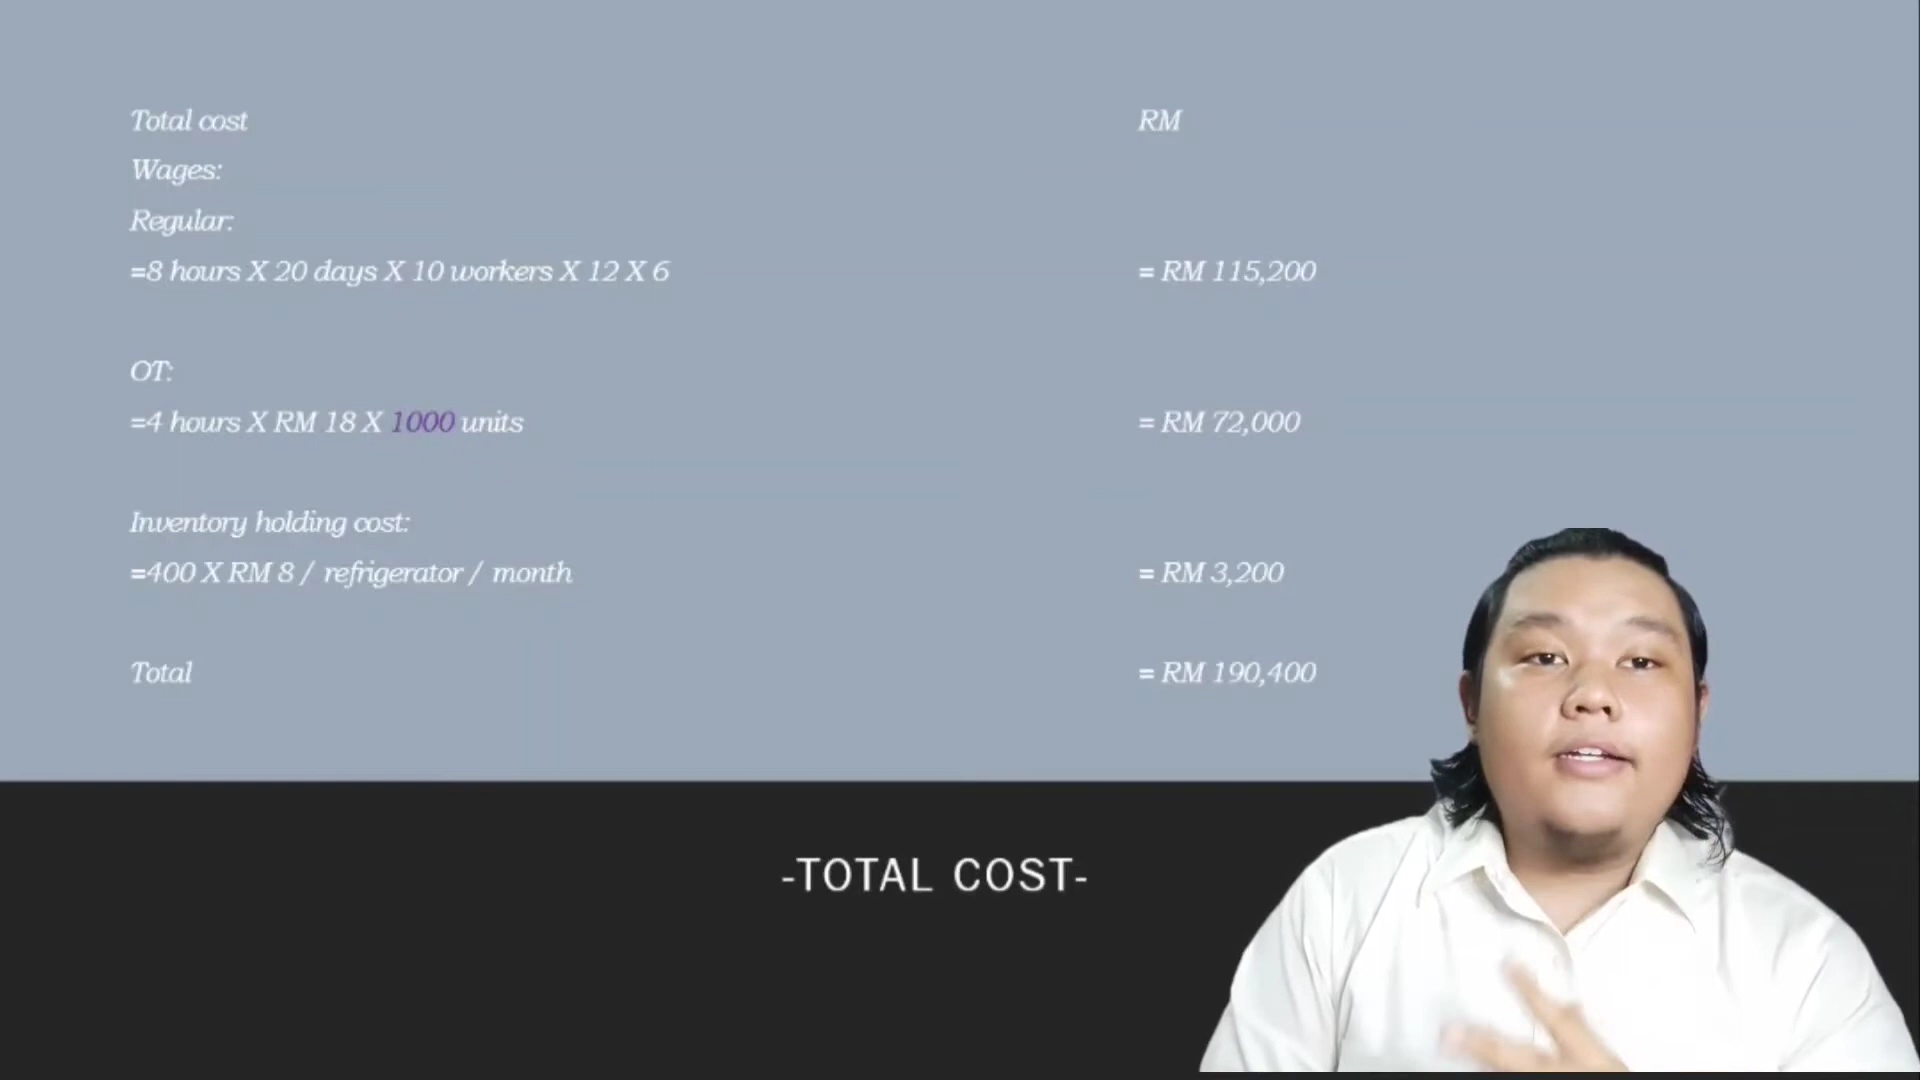 Total cost RM
Wages:
Regular:
=8 hours X 20 days X 10 workers X 12 X 6 = RM 115,200
OT:
=4 hours X RM 18 X 1000 units = RM 72,000
Inventory holding cost:
=400 X RM 8 / refrigerator / month = RM 3,200
Total = RM 190,400
-TOTAL COST-